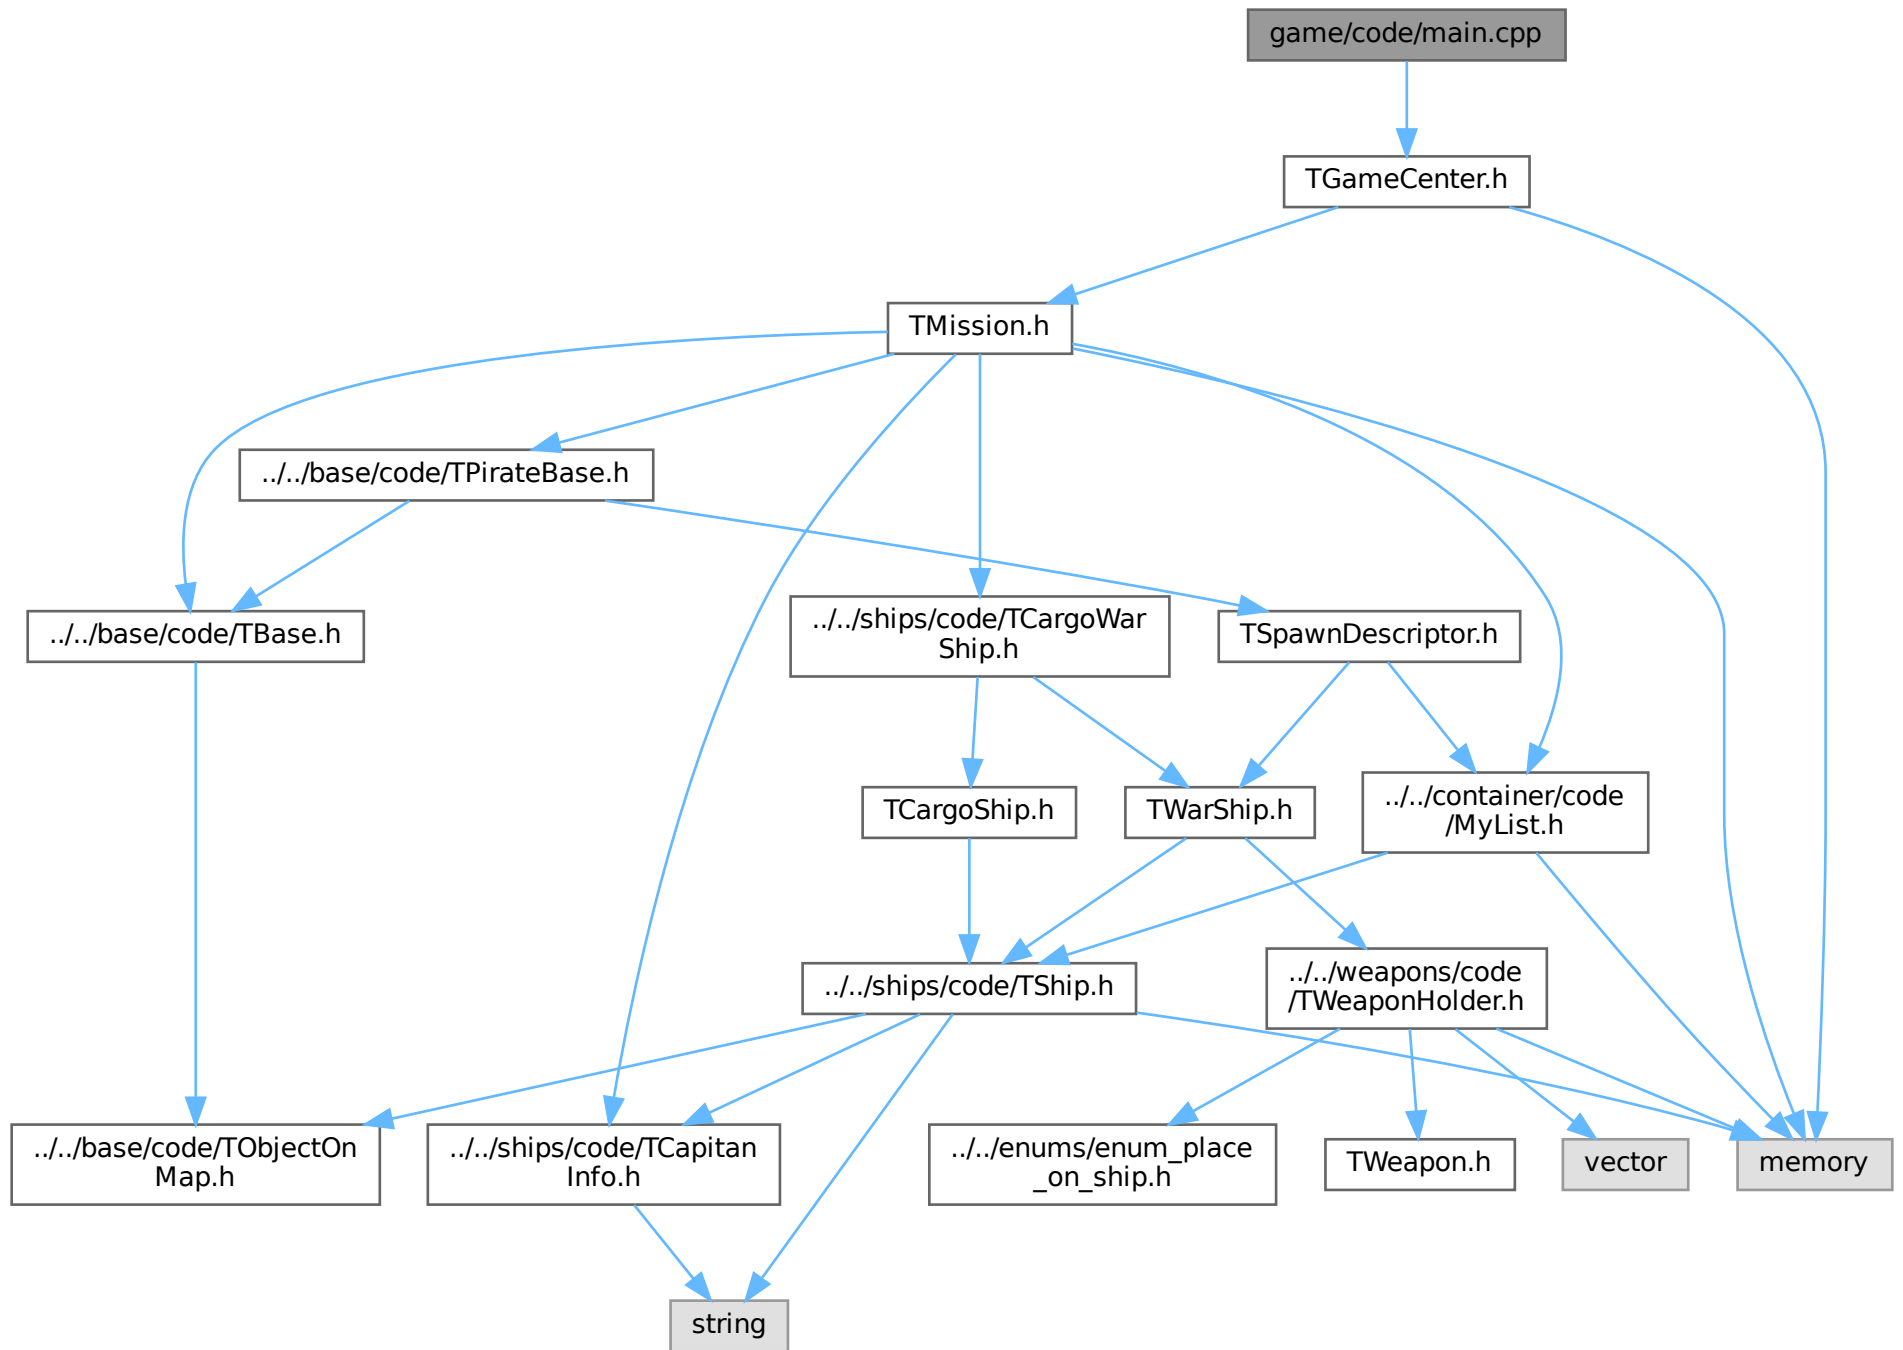 game/code/main.cpp
TGameCenter.h
TMission.h
../../base/code/TPirateBase.h
../../base/code/TBase.h
../../ships/code/TCargoWar
Ship.h
TSpawnDescriptor.h
TCargoShip.h
TWarShip.h
../../container/code
/MyList.h
../../ships/code/TShip.h
../../weapons/code
/TWeaponHolder.h
../../base/code/TObjectOn
Map.h
../../ships/code/TCapitan
Info.h
../../enums/enum_place
_on_ship.h
TWeapon.h
vector
memory
string